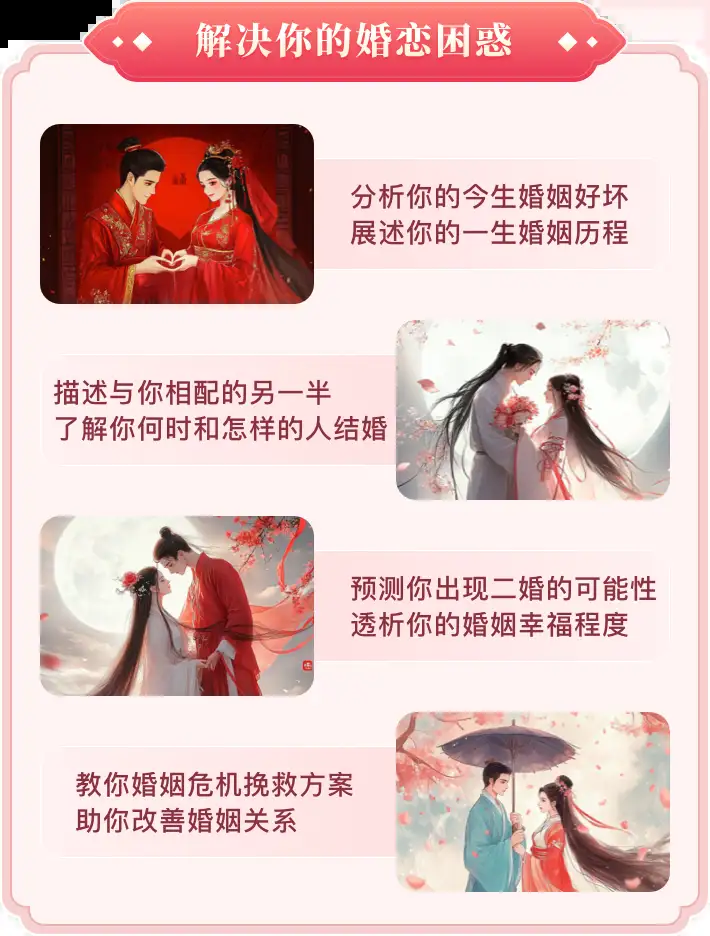 解决你的婚恋困惑
分析你的今生婚姻好坏
展述你的一生婚姻历程
描述与你相配的另一半
了解你何时和怎样的人结婚
预测你出现二婚的可能性
透析你的婚姻幸福程度
教你婚姻危机挽救方案
助你改善婚姻关系